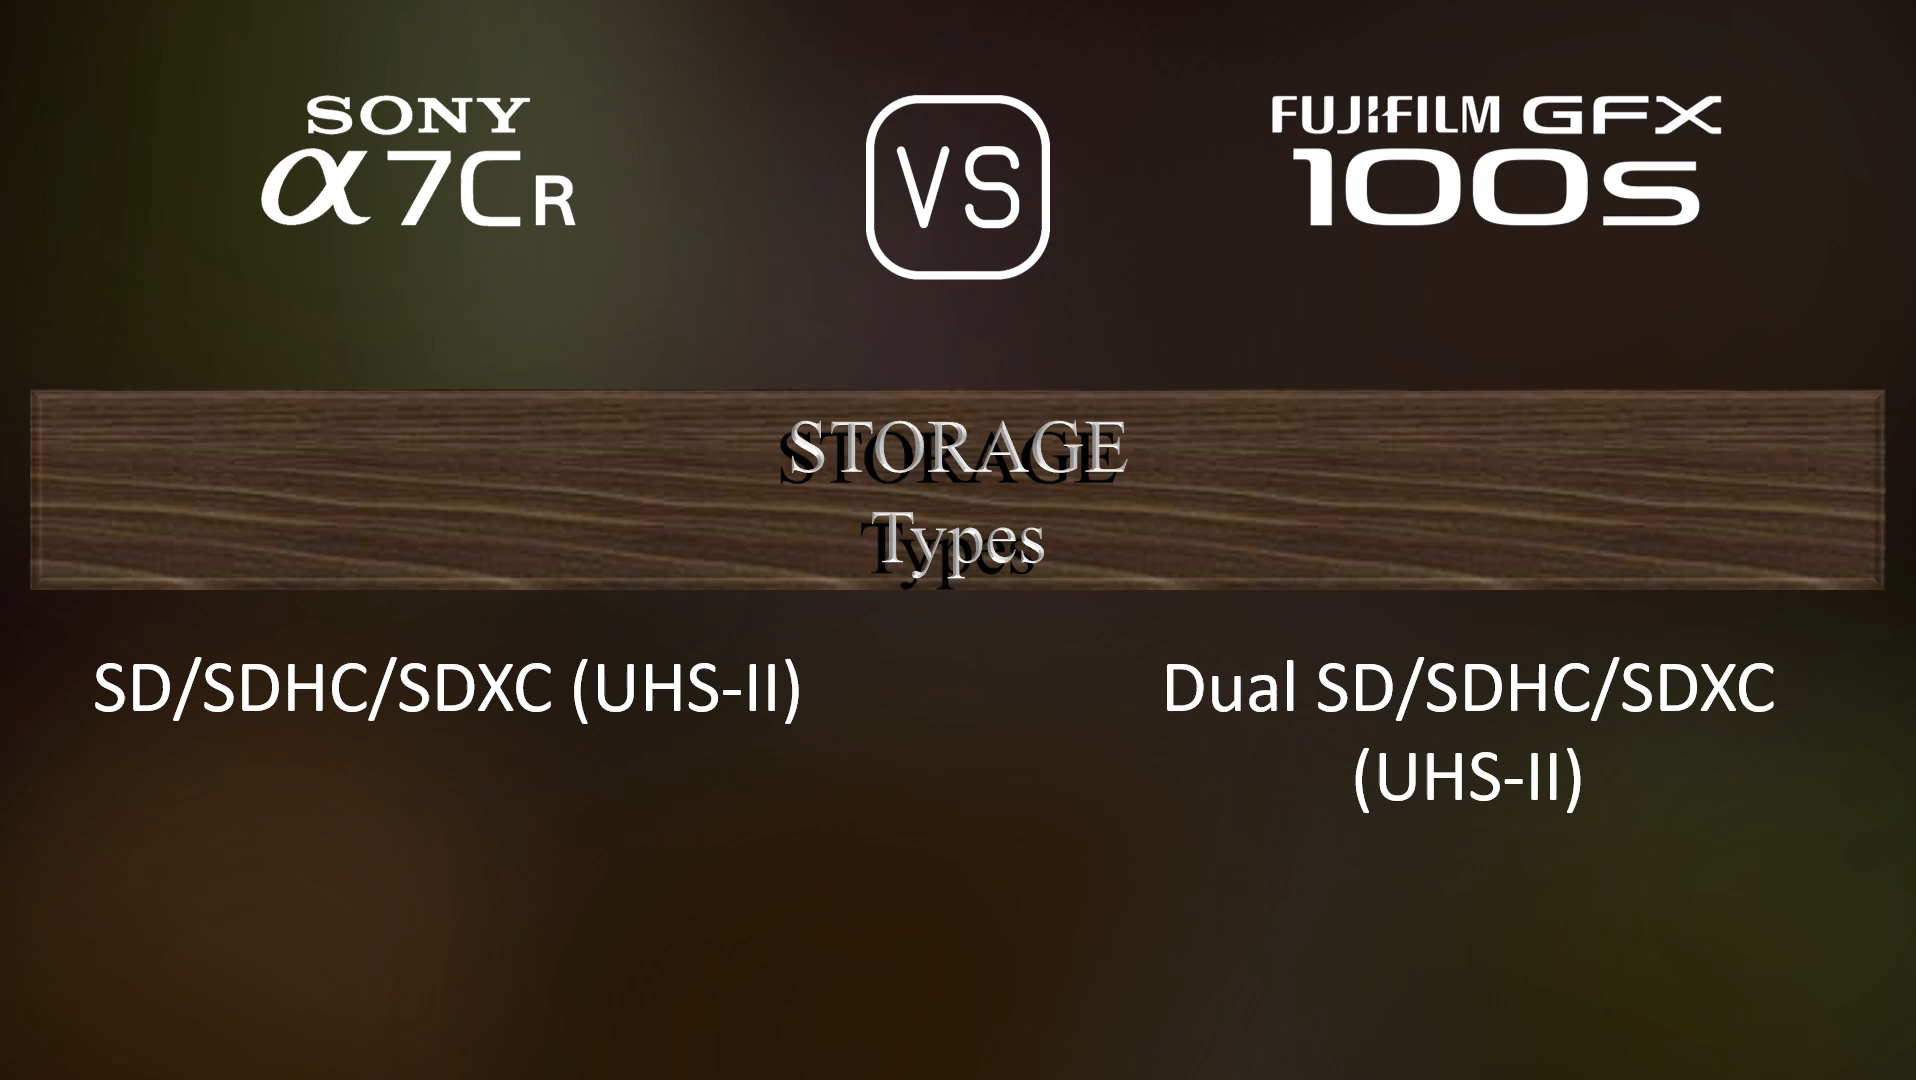 SONY
α7CR
VS
FUJIFILM GFX
100S
STORAGE
Types
SD/SDHC/SDXC (UHS-II)
Dual SD/SDHC/SDXC
(UHS-II)